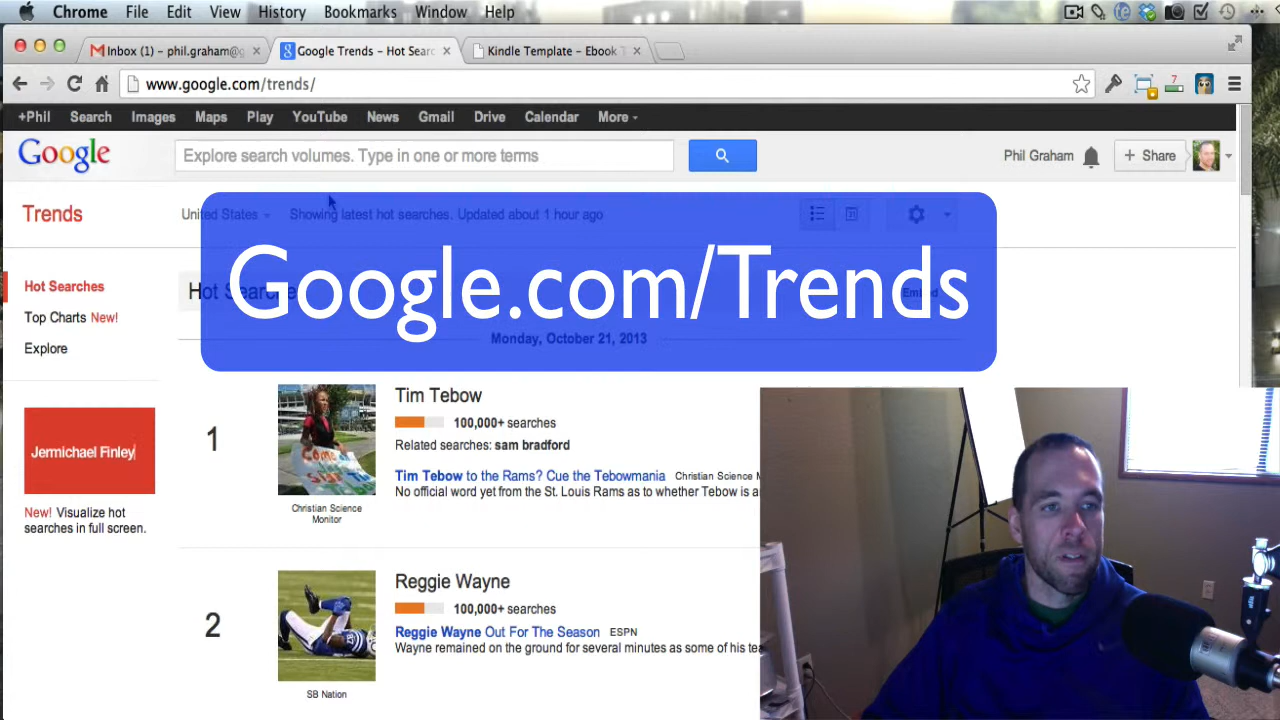 Chrome File Edit View History Bookmarks Window Help
Inbox (1) – phil.graham@g
Google Trends – Hot Searc
Kindle Template – Ebook T
www.google.com/trends/
+Phil Search Images Maps Play YouTube News Gmail Drive Calendar More
7
Google
Explore search volumes. Type in one or more terms
Phil Graham
+ Share
Trends
United States
Showing latest hot searches. Updated about 1 hour ago
Google.com/Trends
Hot Searches
Hot Searches
Embed
Top Charts New!
Monday, October 21, 2013
Explore
1
Tim Tebow
100,000+ searches
Related searches: sam bradford
Jermichael Finley
Tim Tebow to the Rams? Cue the Tebowmania Christian Science M
No official word yet from the St. Louis Rams as to whether Tebow is a
Christian Science
Monitor
New! Visualize hot
searches in full screen.
2
Reggie Wayne
100,000+ searches
Reggie Wayne Out For The Season ESPN
Wayne remained on the ground for several minutes as some of his tea
SB Nation